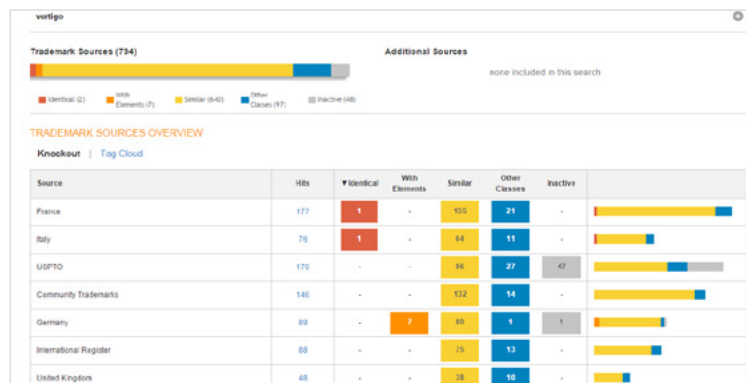 vertigo
Trademark Sources (794)
Additional Sources
none included in this search
Identical (2) With Elements (7) Similar (640) Other Classes (97) Inactive (48)
TRADEMARK SOURCES OVERVIEW
Knockout | Tag Cloud
Source Hits ▼Identical With Elements Similar Other Classes Inactive
France 177 1 - 155 21 -
Italy 76 1 - 64 11 -
USPTO 170 - - 96 27 47
Community Trademarks 146 - - 132 14 -
Germany 89 - 7 80 1 1
International Register 88 - - 75 13 -
United Kingdom 48 - - 38 10 -